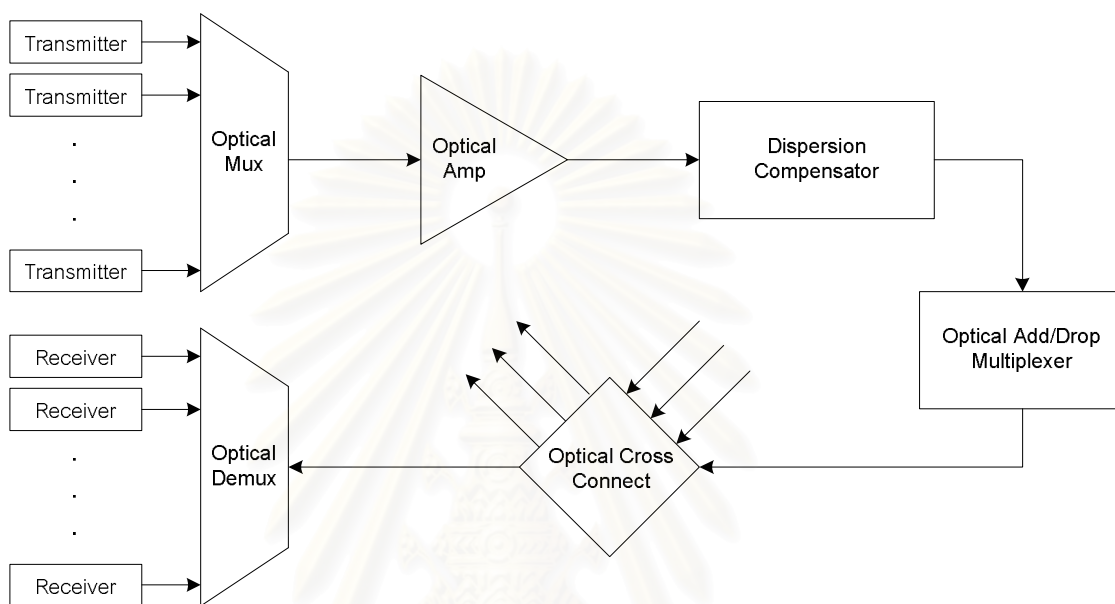 Transmitter
Transmitter
.
.
.
Transmitter
Optical
Mux
Optical
Amp
Dispersion
Compensator
Optical Add/Drop
Multiplexer
Receiver
Receiver
.
.
.
Receiver
Optical
Demux
Optical Cross
Connect